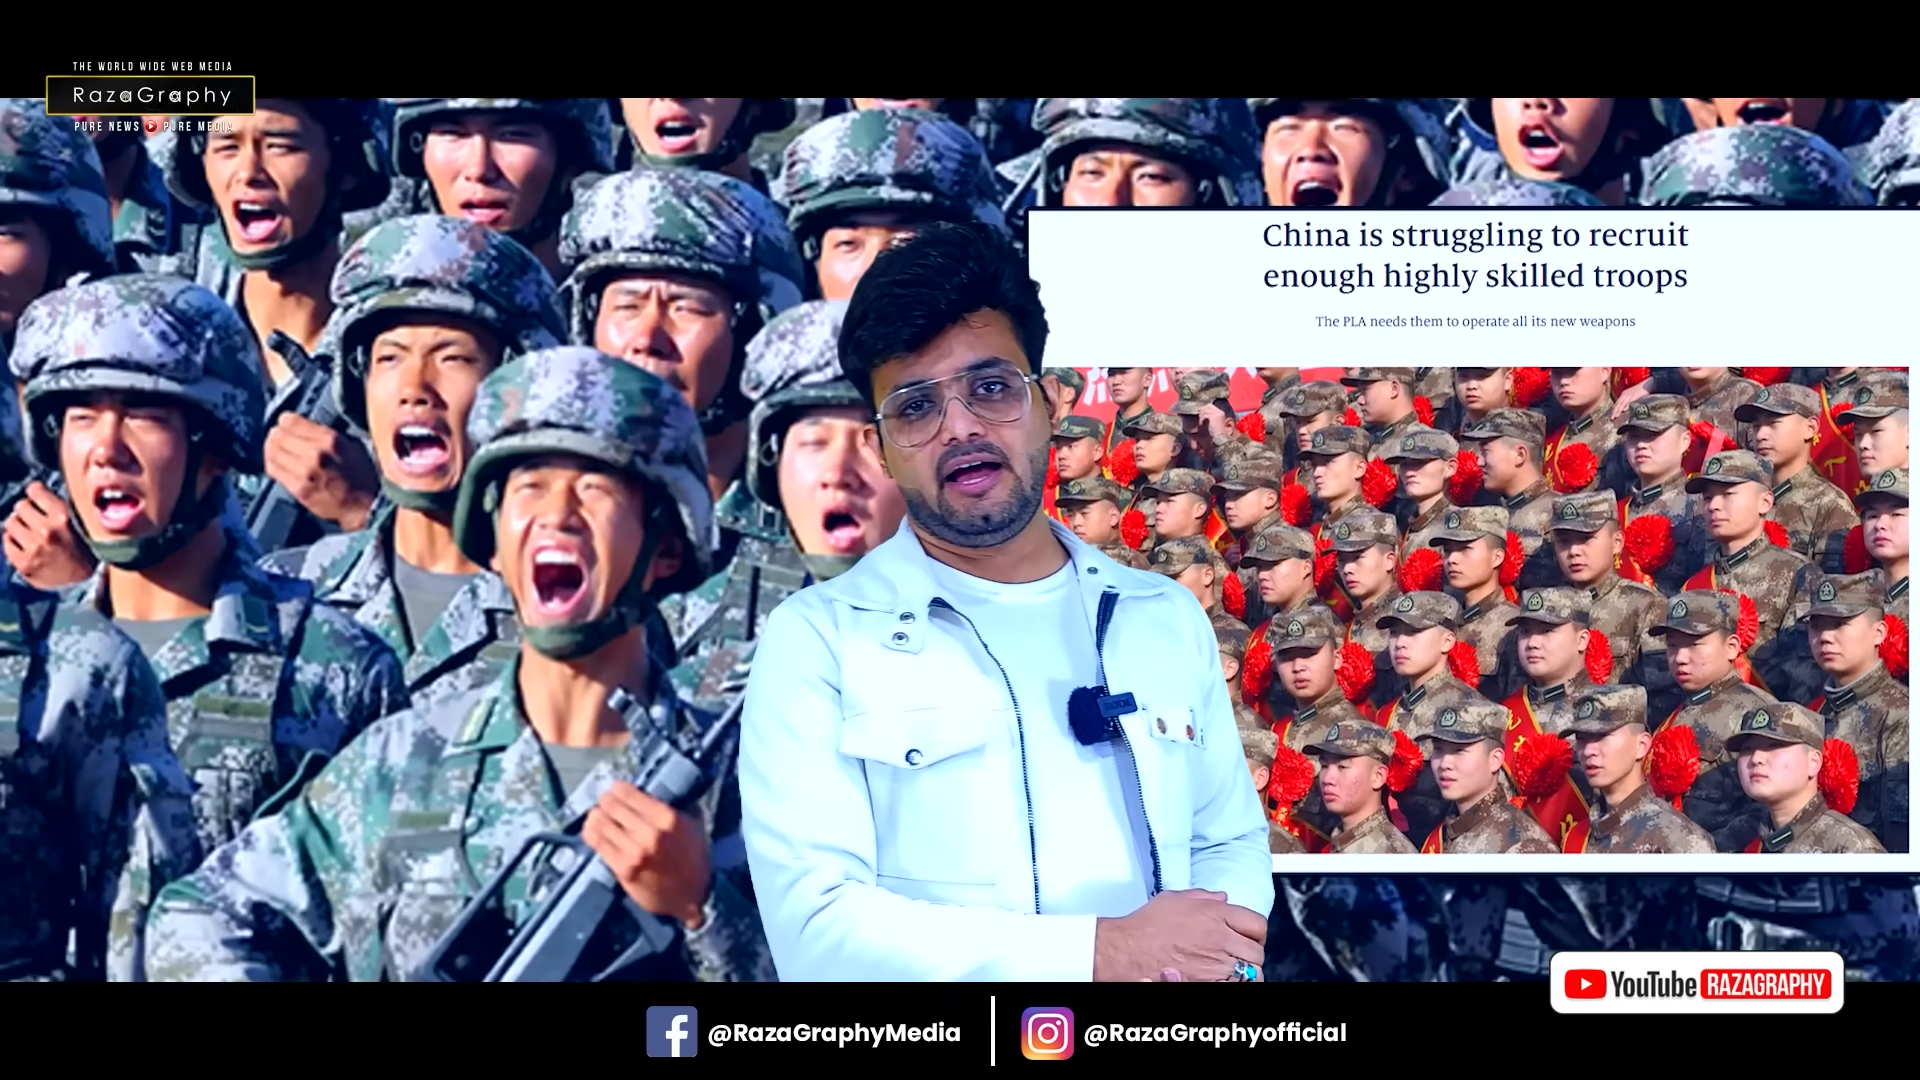 THE WORLD WIDE WEB MEDIA
RazaGraphy
PURE NEWS PURE MEDIA
China is struggling to recruit
enough highly skilled troops
The PLA needs them to operate all its new weapons
RODE
YouTube RAZAGRAPHY
@RazaGraphyMedia
@RazaGraphyofficial